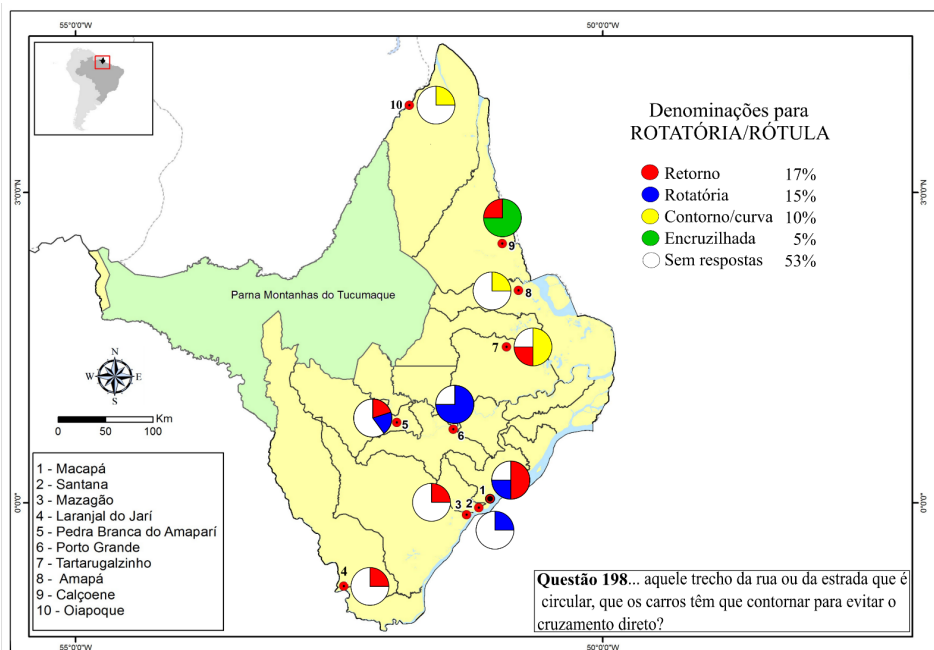 55°0'0"W
50°0'0"W
10
Denominações para
ROTATÓRIA/RÓTULA
Retorno 17%
Rotatória 15%
Contorno/curva 10%
Encruzilhada 5%
Sem respostas 53%
3°0'0"N
3°0'0"N
9
8
Parna Montanhas do Tucumaque
7
N
W E
S
Km
0 50 100
5
6
1
2
3
4
0°0'0"
0°0'0"
1 - Macapá
2 - Santana
3 - Mazagão
4 - Laranjal do Jarí
5 - Pedra Branca do Amaparí
6 - Porto Grande
7 - Tartarugalzinho
8 - Amapá
9 - Calçoene
10 - Oiapoque
Questão 198... aquele trecho da rua ou da estrada que é
circular, que os carros têm que contornar para evitar o
cruzamento direto?
55°0'0"W
50°0'0"W